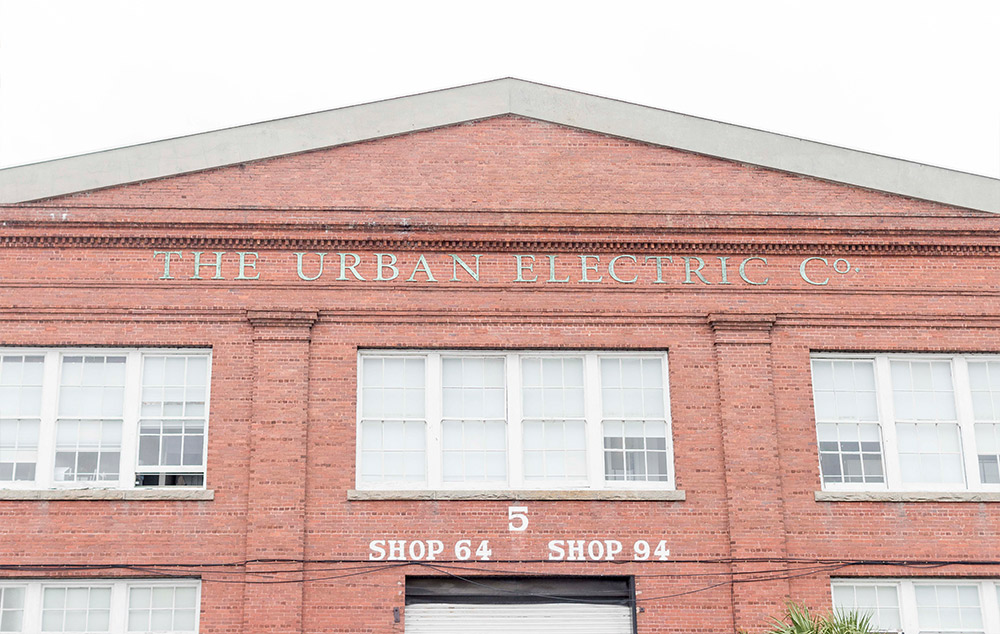 THE URBAN ELECTRIC Co.
5
SHOP 64 SHOP 94